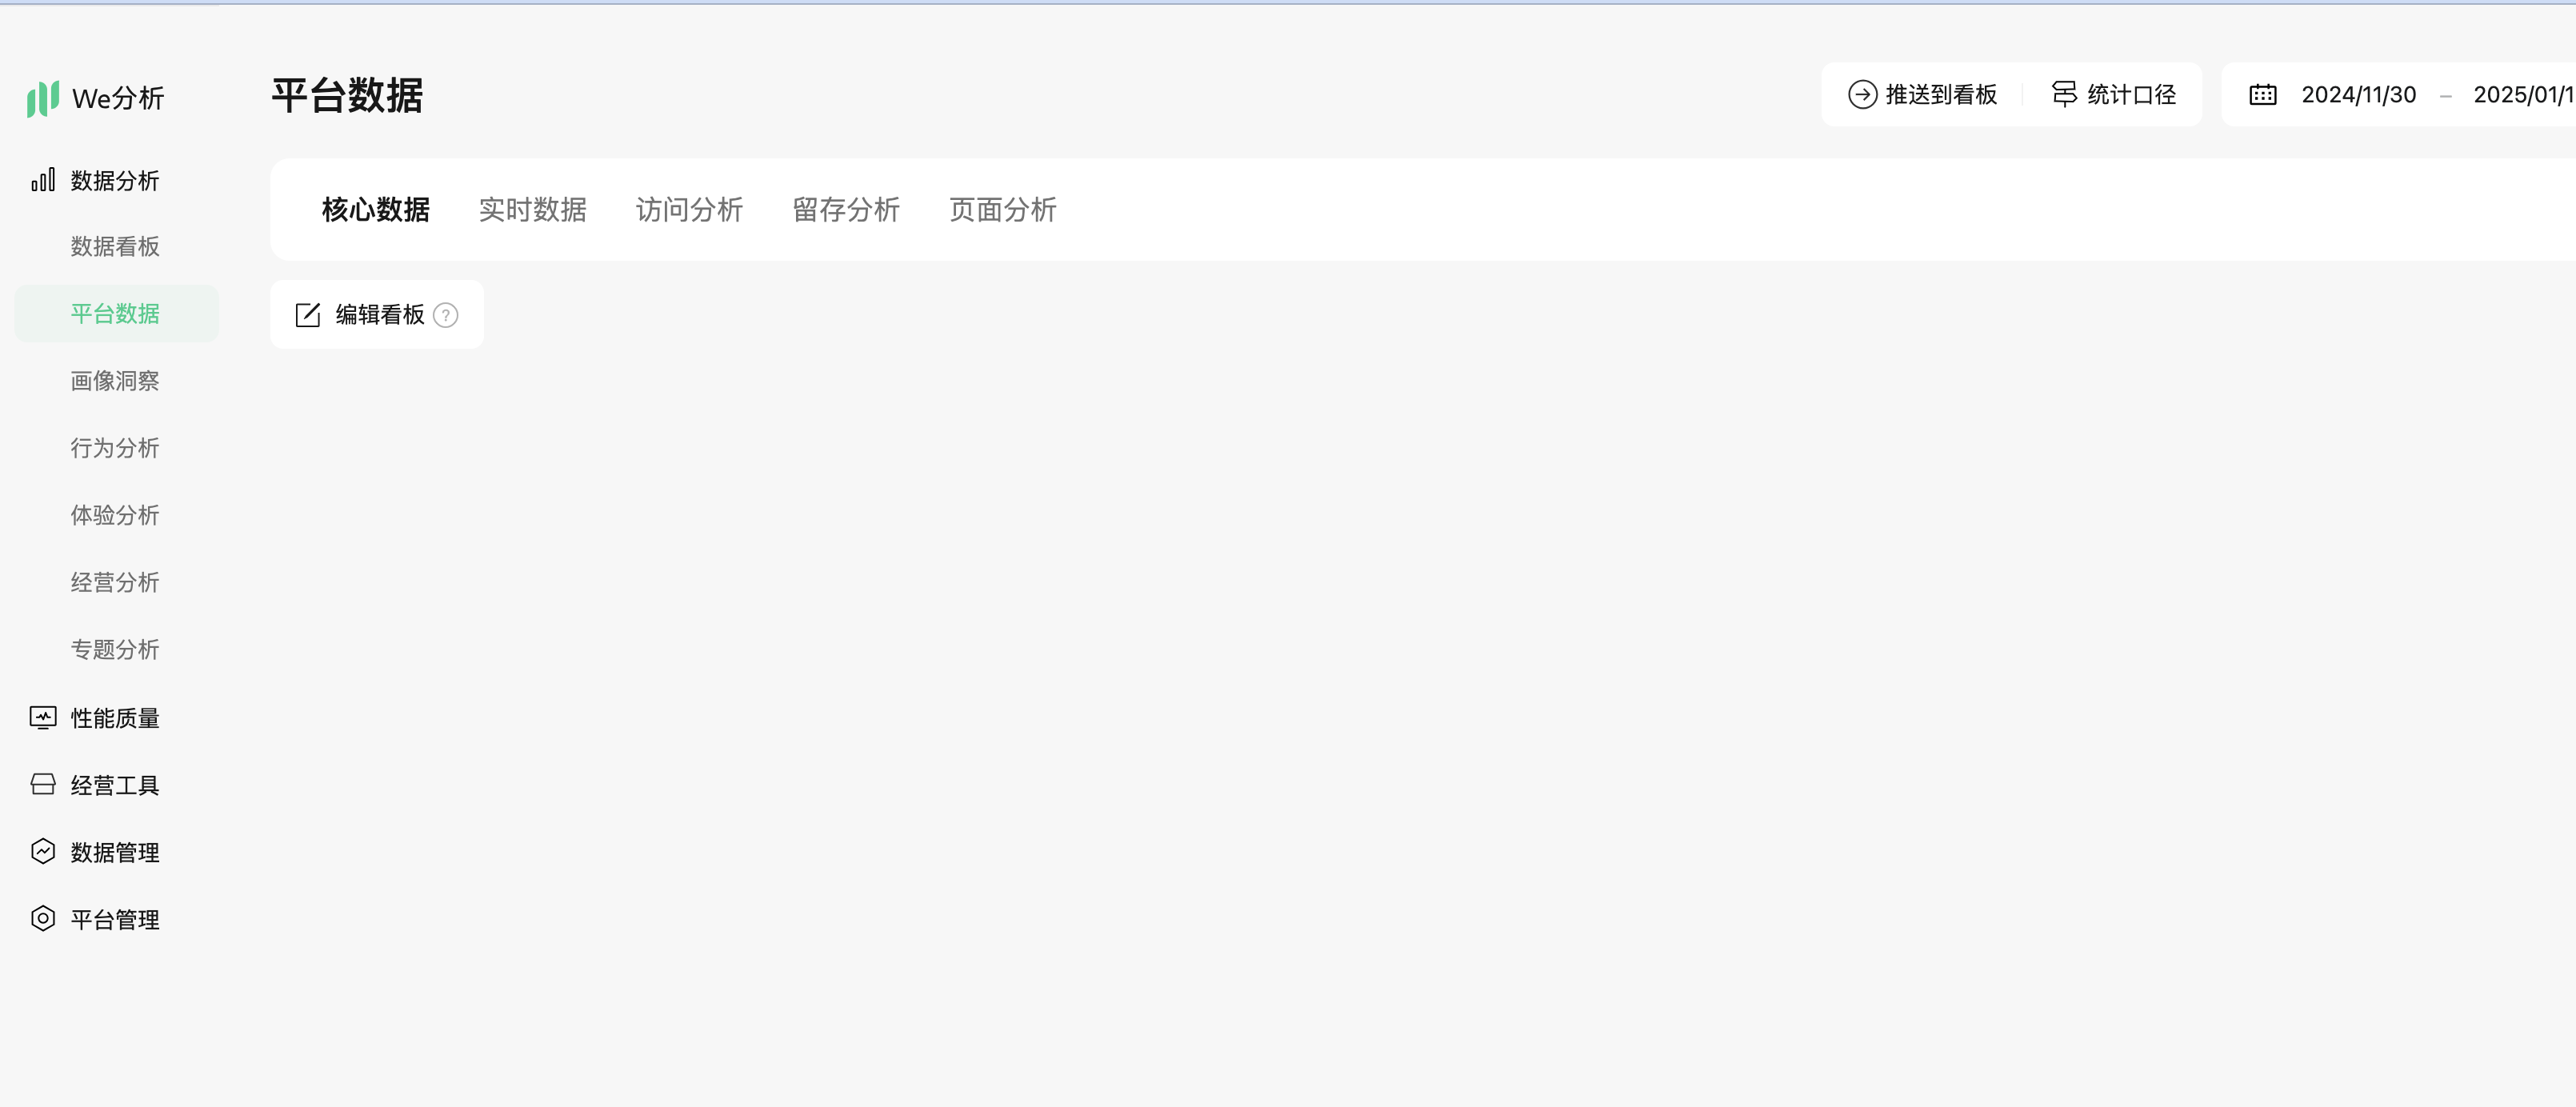 We分析
平台数据
推送到看板
统计口径
2024/11/30 – 2025/01/1
数据分析
数据看板
平台数据
画像洞察
行为分析
体验分析
经营分析
专题分析
性能质量
经营工具
数据管理
平台管理
核心数据 实时数据 访问分析 留存分析 页面分析
编辑看板 ?